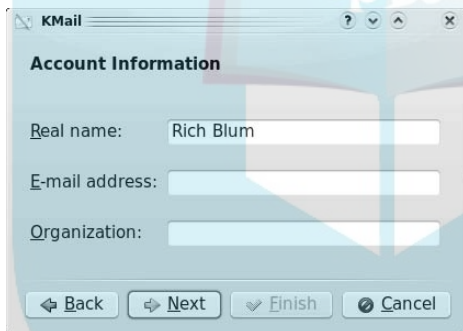 KMail
Account Information
Real name: Rich Blum
E-mail address:
Organization:
Back Next Finish Cancel